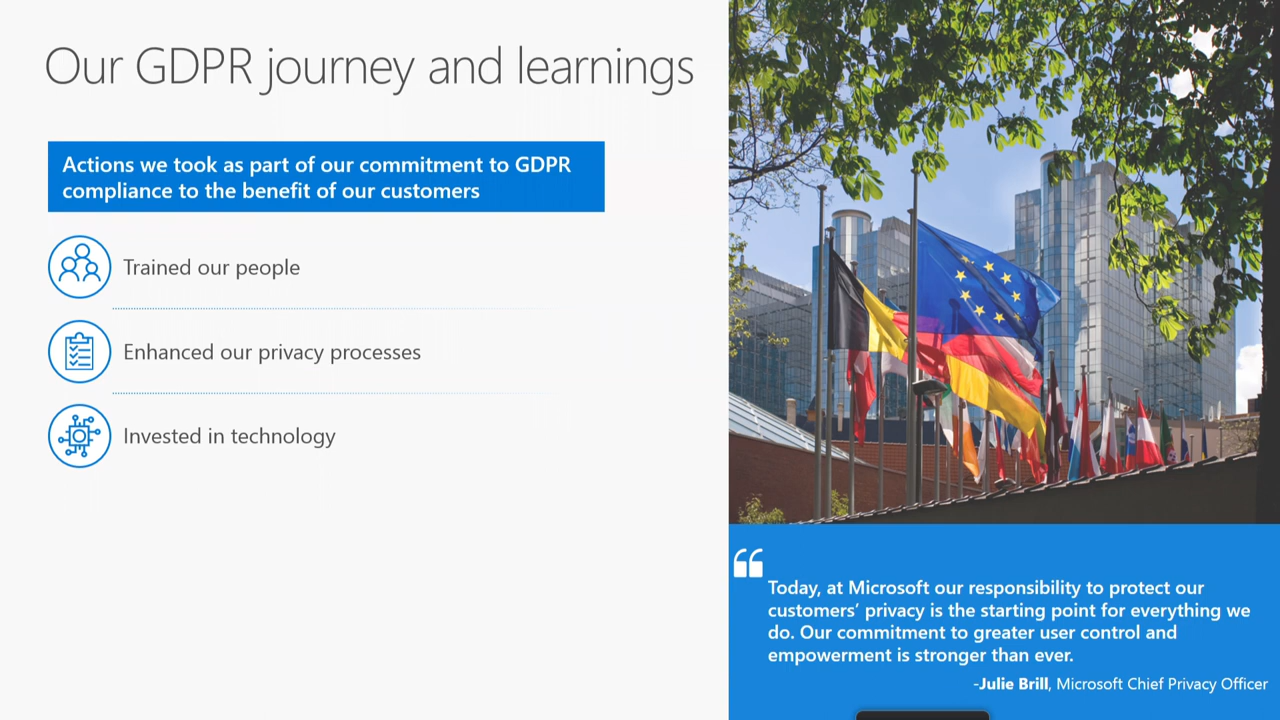 Our GDPR journey and learnings
Actions we took as part of our commitment to GDPR
compliance to the benefit of our customers
Trained our people
Enhanced our privacy processes
Invested in technology
“
Today, at Microsoft our responsibility to protect our
customers’ privacy is the starting point for everything we
do. Our commitment to greater user control and
empowerment is stronger than ever.
-Julie Brill, Microsoft Chief Privacy Officer